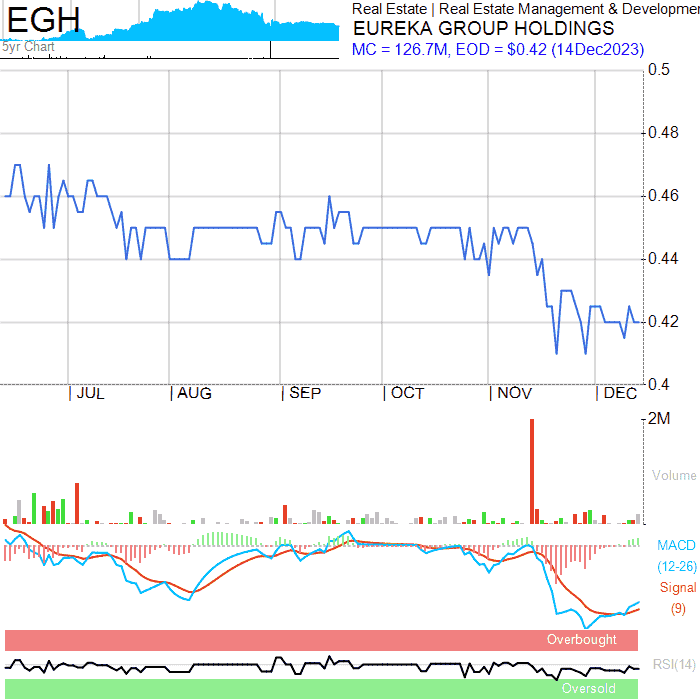 EGH
5yr Chart
Real Estate | Real Estate Management & Developmen
EUREKA GROUP HOLDINGS
MC = 126.7M, EOD = $0.42 (14Dec2023)
0.5
0.48
0.46
0.44
0.42
0.4
JUL AUG SEP OCT NOV DEC
2M
Volume
MACD
(12-26)
Signal
(9)
Overbought
RSI(14)
Oversold